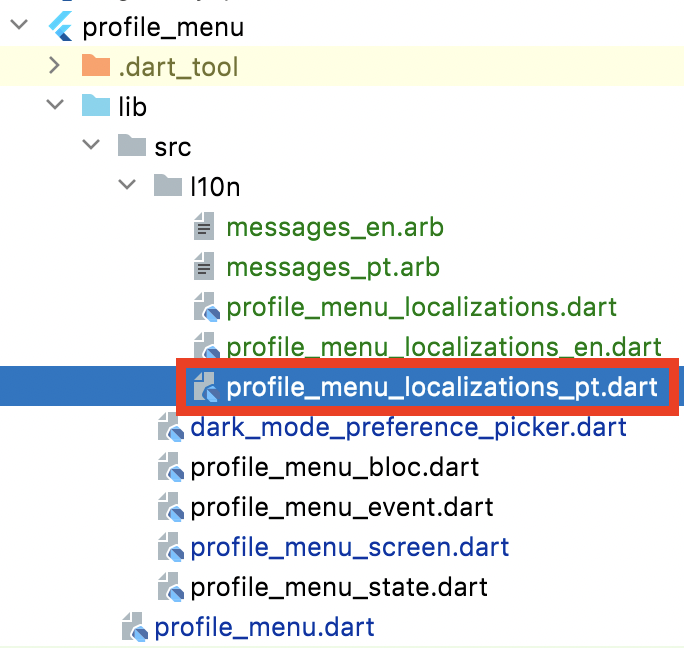 profile_menu
.dart_tool
lib
src
l10n
messages_en.arb
messages_pt.arb
profile_menu_localizations.dart
profile_menu_localizations_en.dart
profile_menu_localizations_pt.dart
dark_mode_preference_picker.dart
profile_menu_bloc.dart
profile_menu_event.dart
profile_menu_screen.dart
profile_menu_state.dart
profile_menu.dart